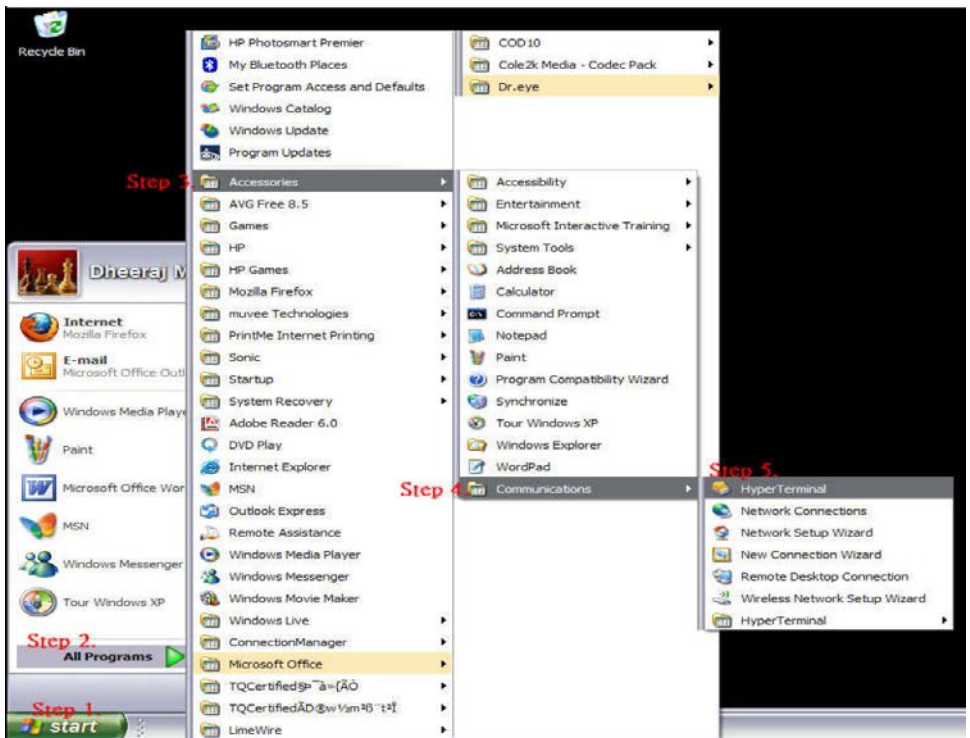 Recycle Bin
HP Photosmart Premier
My Bluetooth Places
Set Program Access and Defaults
Windows Catalog
Windows Update
Program Updates
COD10
Cole2k Media - Codec Pack
Dr.eye
Step 3.
Accessories
AVG Free 8.5
Games
HP
HP Games
Mozilla Firefox
muvee Technologies
PrintMe Internet Printing
Sonic
Startup
System Recovery
Adobe Reader 6.0
DVD Play
Internet Explorer
MSN
Outlook Express
Remote Assistance
Windows Media Player
Windows Messenger
Windows Movie Maker
Windows Live
ConnectionManager
Microsoft Office
TQCertified
TQCertified
LimeWire
Accessibility
Entertainment
Microsoft Interactive Training
System Tools
Address Book
Calculator
Command Prompt
Notepad
Paint
Program Compatibility Wizard
Synchronize
Tour Windows XP
Windows Explorer
WordPad
Step 4.
Communications
Step 5.
HyperTerminal
Network Connections
Network Setup Wizard
New Connection Wizard
Remote Desktop Connection
Wireless Network Setup Wizard
HyperTerminal
Dheeraj M
Internet
Mozilla Firefox
E-mail
Microsoft Office Outl
Windows Media Playe
Paint
Microsoft Office Wor
MSN
Windows Messenger
Tour Windows XP
Step 2.
All Programs
Step 1.
start